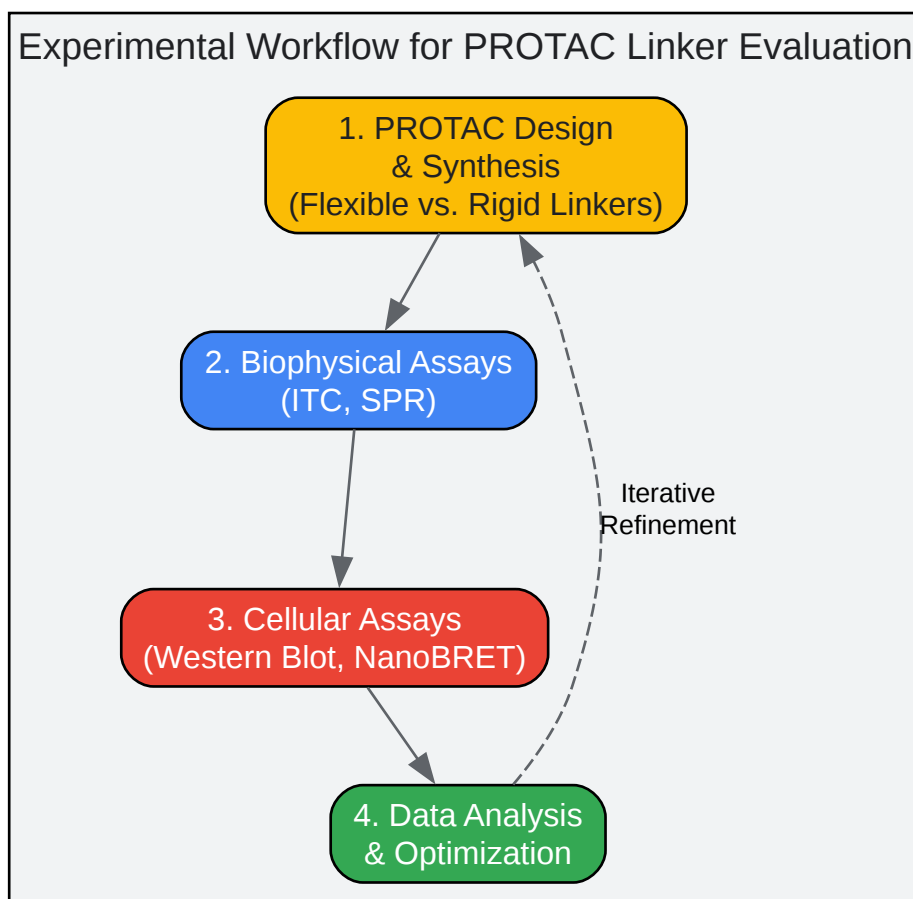 Experimental Workflow for PROTAC Linker Evaluation
1. PROTAC Design
& Synthesis
(Flexible vs. Rigid Linkers)
2. Biophysical Assays
(ITC, SPR)
Iterative
Refinement
3. Cellular Assays
(Western Blot, NanoBRET)
4. Data Analysis
& Optimization